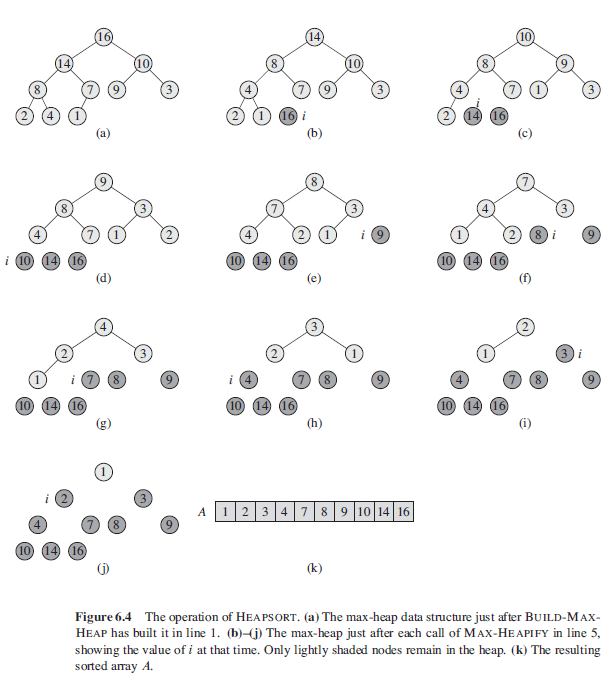 16 14 10
14 10 8 10 8 9
8 7 9 3 4 7 9 3 4 7 1 3
i
2 4 1 2 1 16 i 2 14 16
(a) (b) (c)
9 8 7
8 3 7 3 4 3
4 7 1 2 4 2 1 i 9 1 2 8 i 9
i 10 14 16 10 14 16 10 14 16
(d) (e) (f)
4 3 2
2 3 2 1 1 3 i
1 i 7 8 9 i 4 7 8 9 4 7 8 9
10 14 16 10 14 16 10 14 16
(g) (h) (i)
1
i 2 3
A 1 2 3 4 7 8 9 10 14 16
4 7 8 9
10 14 16
(j) (k)
Figure 6.4 The operation of HEAPSORT. (a) The max-heap data structure just after BUILD-MAX-
HEAP has built it in line 1. (b)–(j) The max-heap just after each call of MAX-HEAPIFY in line 5,
showing the value of i at that time. Only lightly shaded nodes remain in the heap. (k) The resulting
sorted array A.